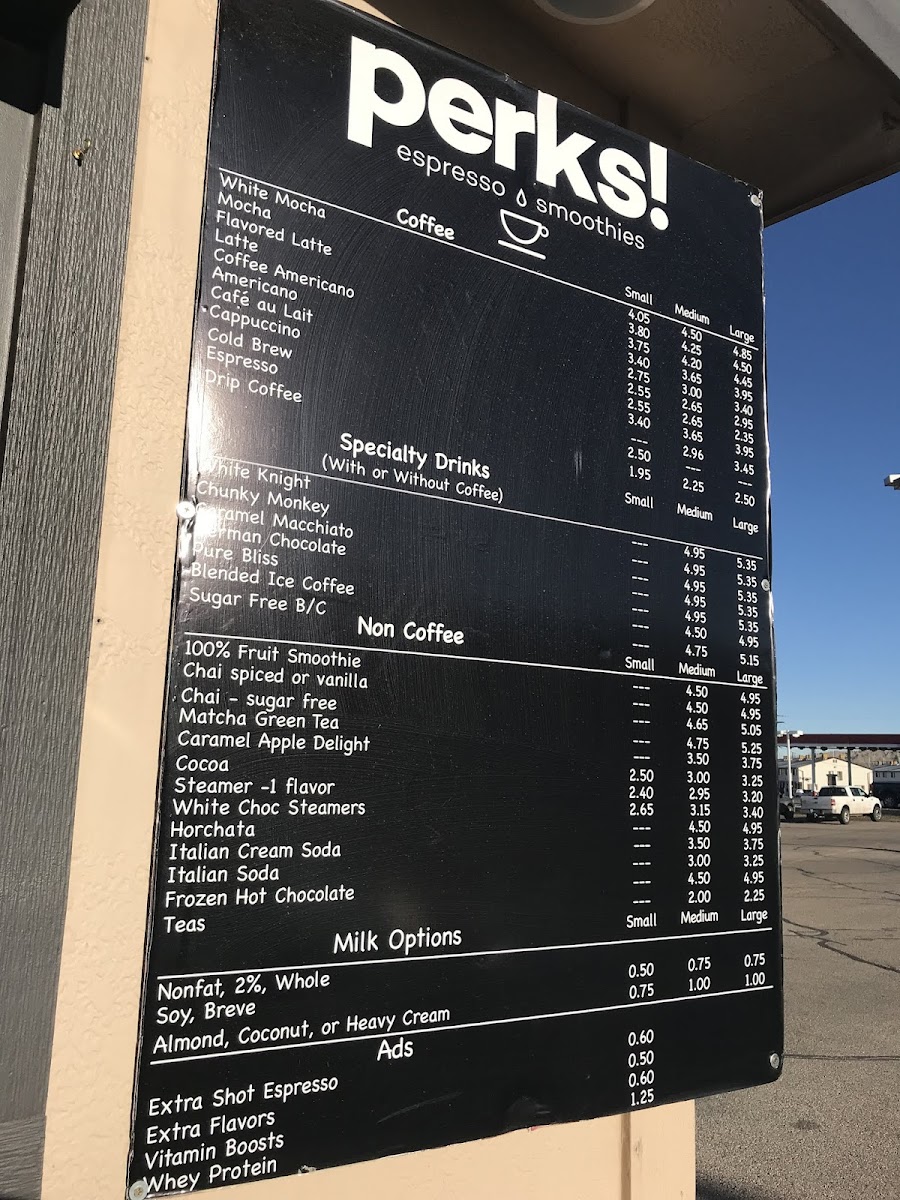 perks!
espresso smoothies
Coffee Small Medium Large
White Mocha 4.05 4.50 4.85
Mocha 3.80 4.25 4.50
Flavored Latte 3.75 4.20 4.45
Latte 3.40 3.65 3.95
Coffee Americano 2.75 3.00 3.40
Americano 2.55 2.65 2.95
Café au Lait 2.55 2.65 2.35
Cappuccino 3.40 3.65 3.95
Cold Brew --- 2.96 3.45
Espresso 2.50 --- ---
Drip Coffee 1.95 2.25 2.50
Specialty Drinks
(With or Without Coffee) Small Medium Large
White Knight --- 4.95 5.35
Chunky Monkey --- 4.95 5.35
Caramel Macchiato --- 4.95 5.35
German Chocolate --- 4.95 5.35
Pure Bliss --- 4.95 5.35
Blended Ice Coffee --- 4.50 4.95
Sugar Free B/C --- 4.75 5.15
Non Coffee Small Medium Large
100% Fruit Smoothie --- 4.50 4.95
Chai spiced or vanilla --- 4.50 4.95
Chai - sugar free --- 4.65 5.05
Matcha Green Tea --- 4.75 5.25
Caramel Apple Delight --- 3.50 3.75
Cocoa 2.50 3.00 3.25
Steamer -1 flavor 2.40 2.95 3.20
White Choc Steamers 2.65 3.15 3.40
Horchata --- 4.50 4.95
Italian Cream Soda --- 3.50 3.75
Italian Soda --- 3.00 3.25
Frozen Hot Chocolate --- 4.50 4.95
Teas --- 2.00 2.25
Milk Options Small Medium Large
Nonfat, 2%, Whole
Soy, Breve 0.50 0.75 0.75
Almond, Coconut, or Heavy Cream 0.75 1.00 1.00
Ads
Extra Shot Espresso 0.60
Extra Flavors 0.50
Vitamin Boosts 0.60
Whey Protein 1.25